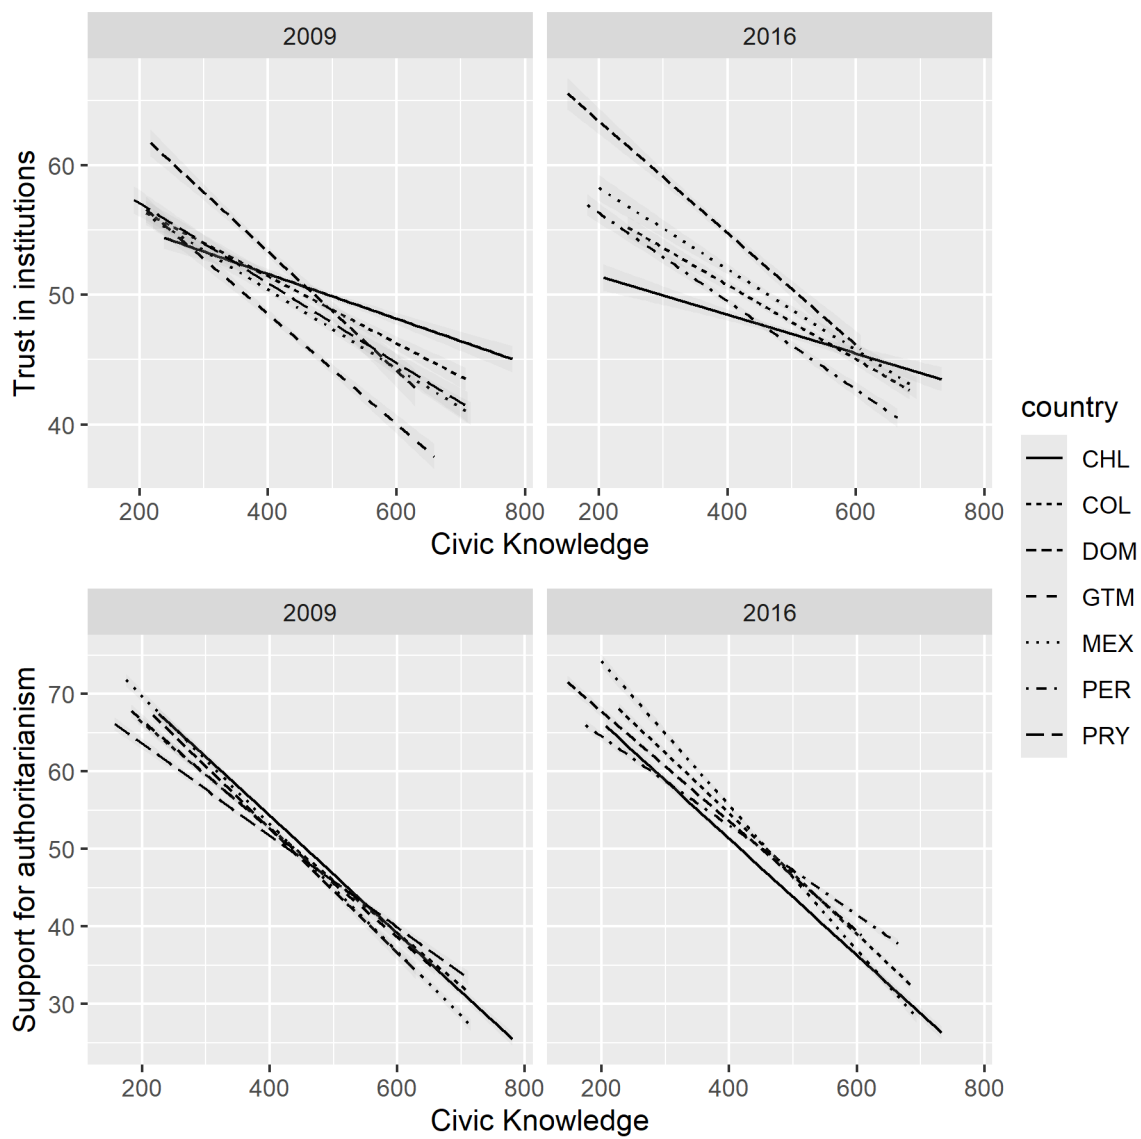 2009 2016
Trust in institutions
60
50
40
200 400 600 800 200 400 600 800
Civic Knowledge
country
CHL
COL
DOM
GTM
MEX
PER
PRY
2009 2016
Support for authoritarianism
70
60
50
40
30
200 400 600 800 200 400 600 800
Civic Knowledge